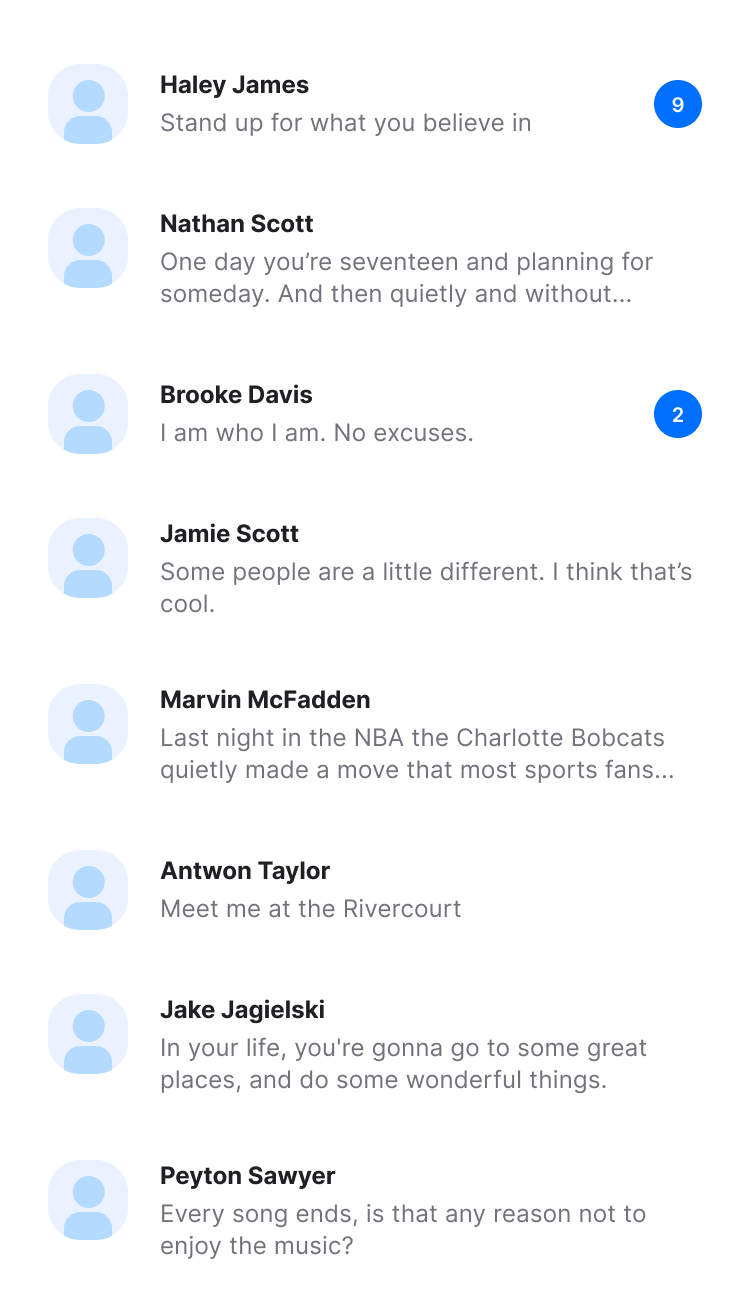 Haley James
Stand up for what you believe in
9
Nathan Scott
One day you’re seventeen and planning for
someday. And then quietly and without...
Brooke Davis
I am who I am. No excuses.
2
Jamie Scott
Some people are a little different. I think that’s
cool.
Marvin McFadden
Last night in the NBA the Charlotte Bobcats
quietly made a move that most sports fans...
Antwon Taylor
Meet me at the Rivercourt
Jake Jagielski
In your life, you're gonna go to some great
places, and do some wonderful things.
Peyton Sawyer
Every song ends, is that any reason not to
enjoy the music?